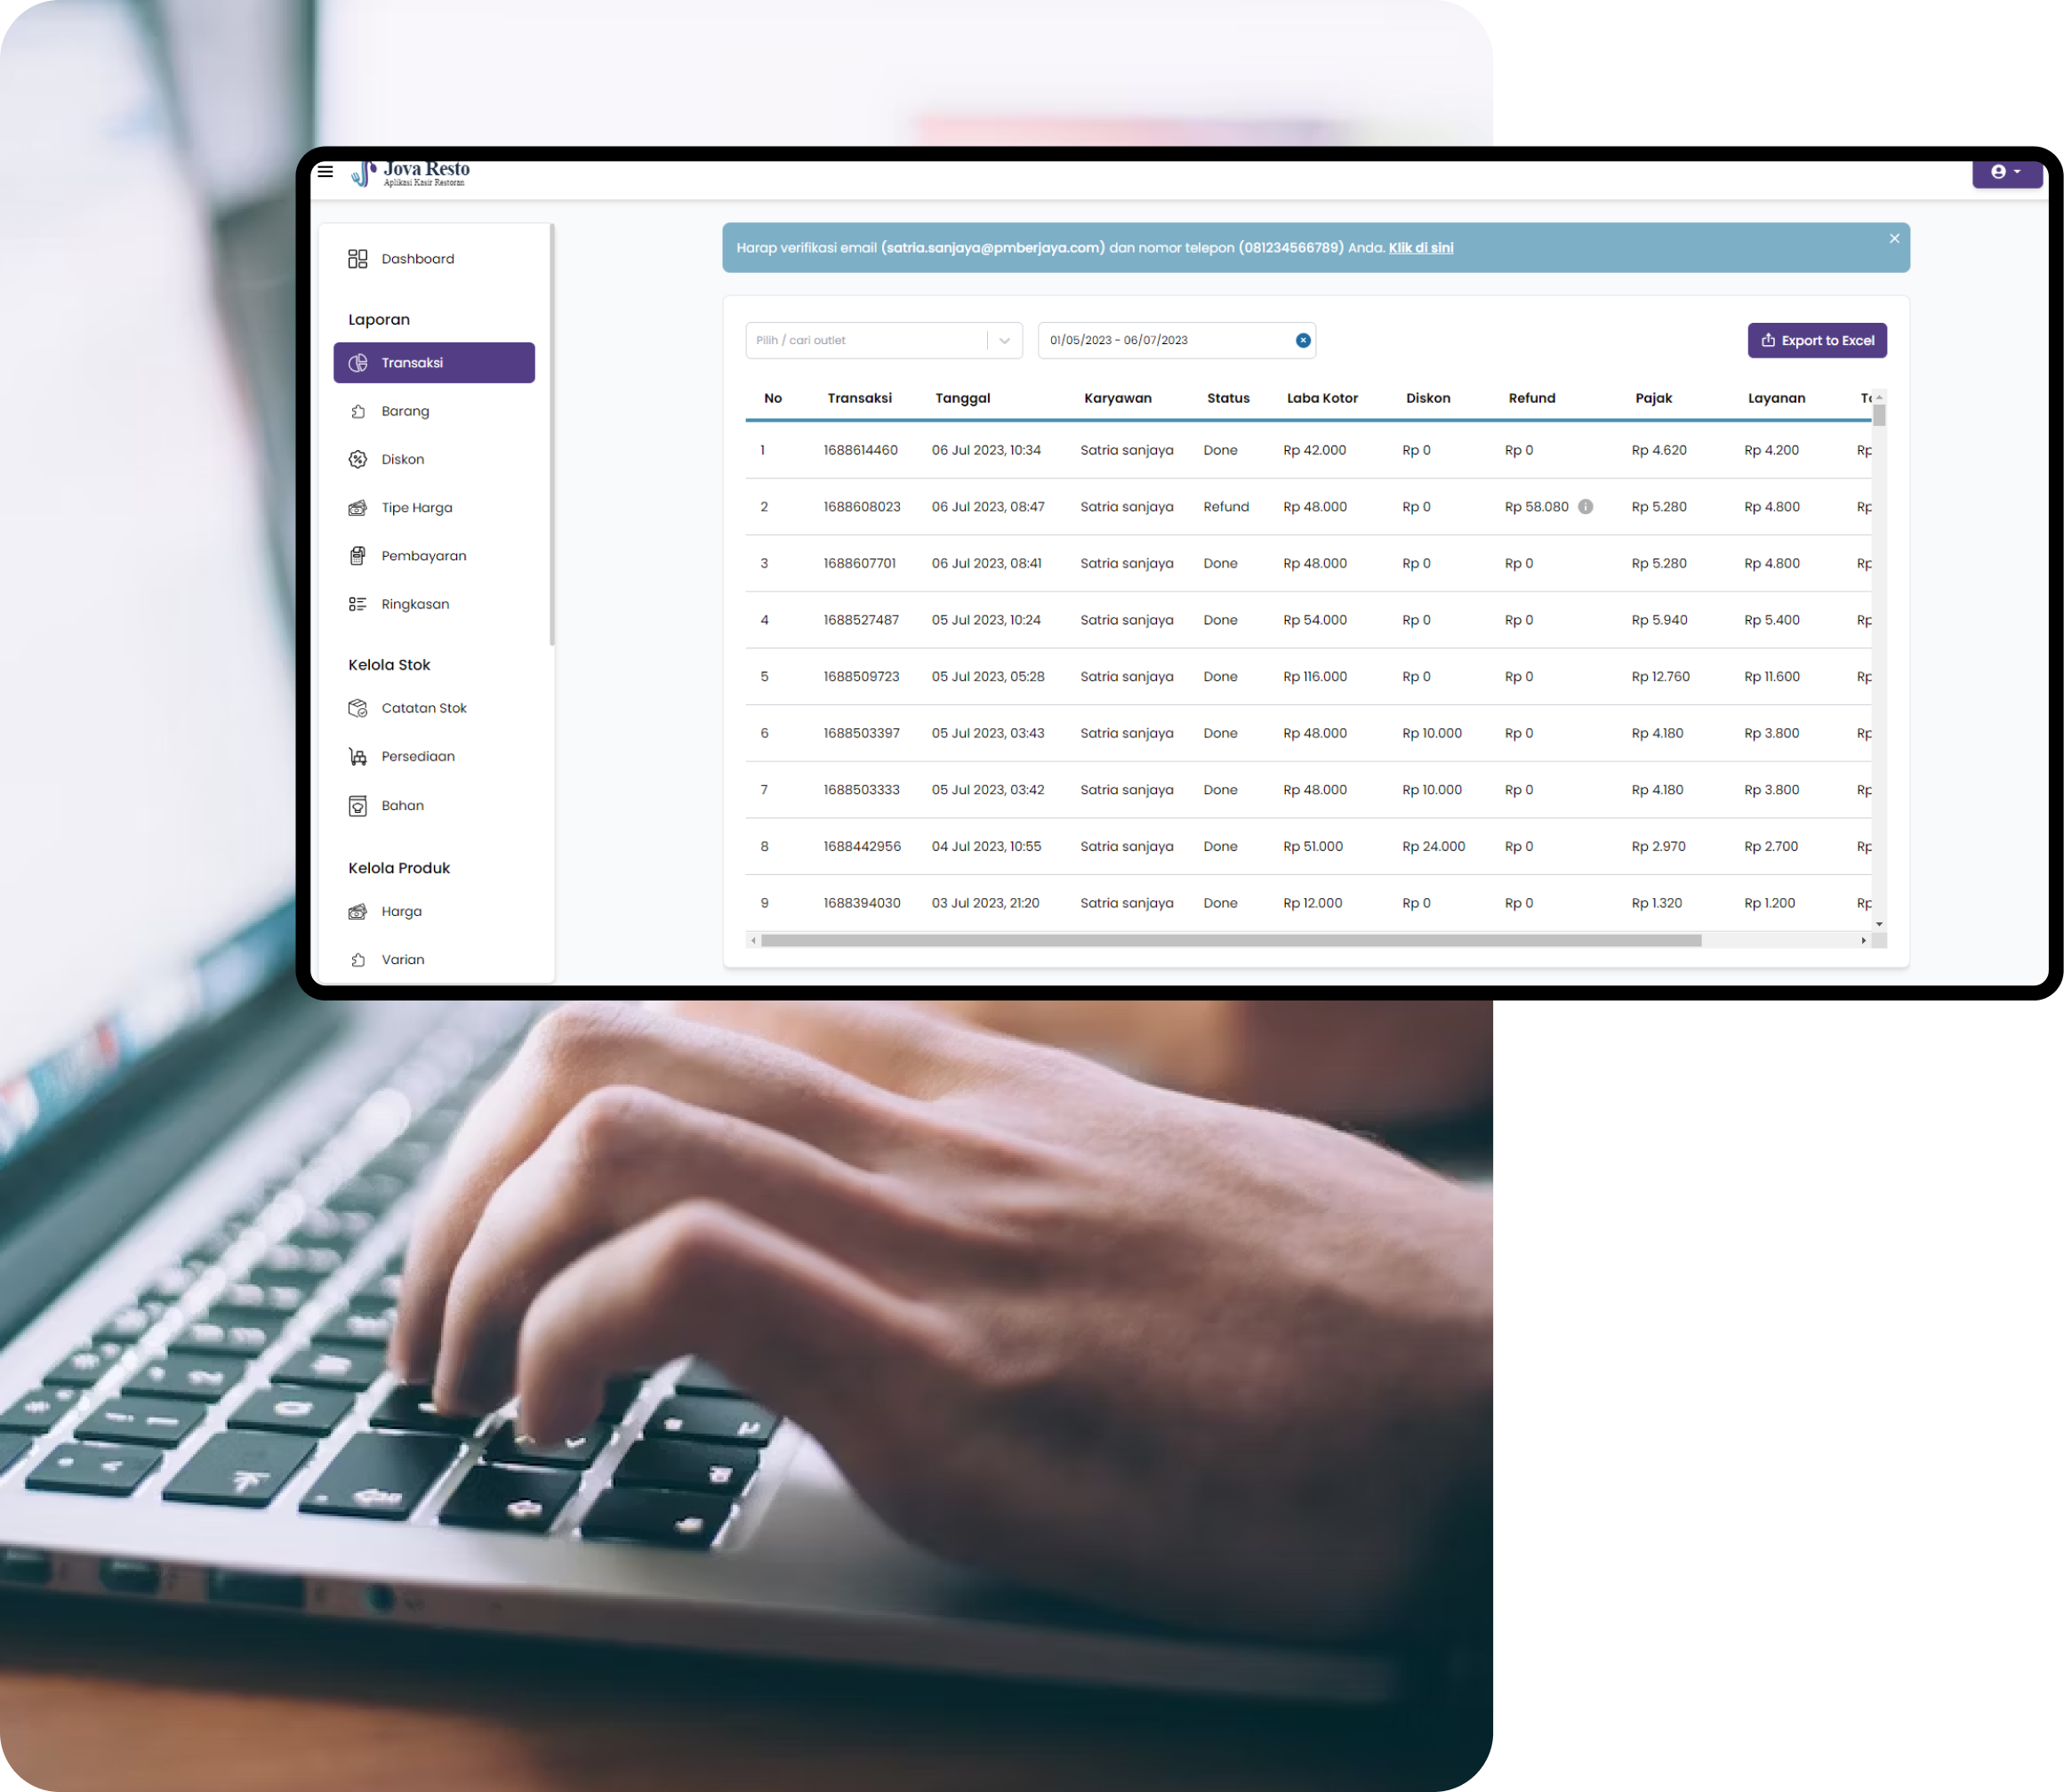 Jova Resto
Aplikasi Kasir Restoran
Harap verifikasi email (satria.sanjaya@pmberjaya.com) dan nomor telepon (081234566789) Anda. Klik di sini
Dashboard
Laporan
Transaksi
Barang
Diskon
Tipe Harga
Pembayaran
Ringkasan
Kelola Stok
Catatan Stok
Persediaan
Bahan
Kelola Produk
Harga
Varian
Pilih / cari outlet
01/05/2023 - 06/07/2023
Export to Excel
No Transaksi Tanggal Karyawan Status Laba Kotor Diskon Refund Pajak Layanan
1 1688614460 06 Jul 2023, 10:34 Satria sanjaya Done Rp 42.000 Rp 0 Rp 0 Rp 4.620 Rp 4.200 Rp
2 1688608023 06 Jul 2023, 08:47 Satria sanjaya Refund Rp 48.000 Rp 0 Rp 58.080 Rp 5.280 Rp 4.800 Rp
3 1688607701 06 Jul 2023, 08:41 Satria sanjaya Done Rp 48.000 Rp 0 Rp 0 Rp 5.280 Rp 4.800 Rp
4 1688527487 05 Jul 2023, 10:24 Satria sanjaya Done Rp 54.000 Rp 0 Rp 0 Rp 5.940 Rp 5.400 Rp
5 1688509723 05 Jul 2023, 05:28 Satria sanjaya Done Rp 116.000 Rp 0 Rp 0 Rp 12.760 Rp 11.600 Rp
6 1688503397 05 Jul 2023, 03:43 Satria sanjaya Done Rp 48.000 Rp 10.000 Rp 0 Rp 4.180 Rp 3.800 Rp
7 1688503333 05 Jul 2023, 03:42 Satria sanjaya Done Rp 48.000 Rp 10.000 Rp 0 Rp 4.180 Rp 3.800 Rp
8 1688442956 04 Jul 2023, 10:55 Satria sanjaya Done Rp 51.000 Rp 24.000 Rp 0 Rp 2.970 Rp 2.700 Rp
9 1688394030 03 Jul 2023, 21:20 Satria sanjaya Done Rp 12.000 Rp 0 Rp 0 Rp 1.320 Rp 1.200 Rp